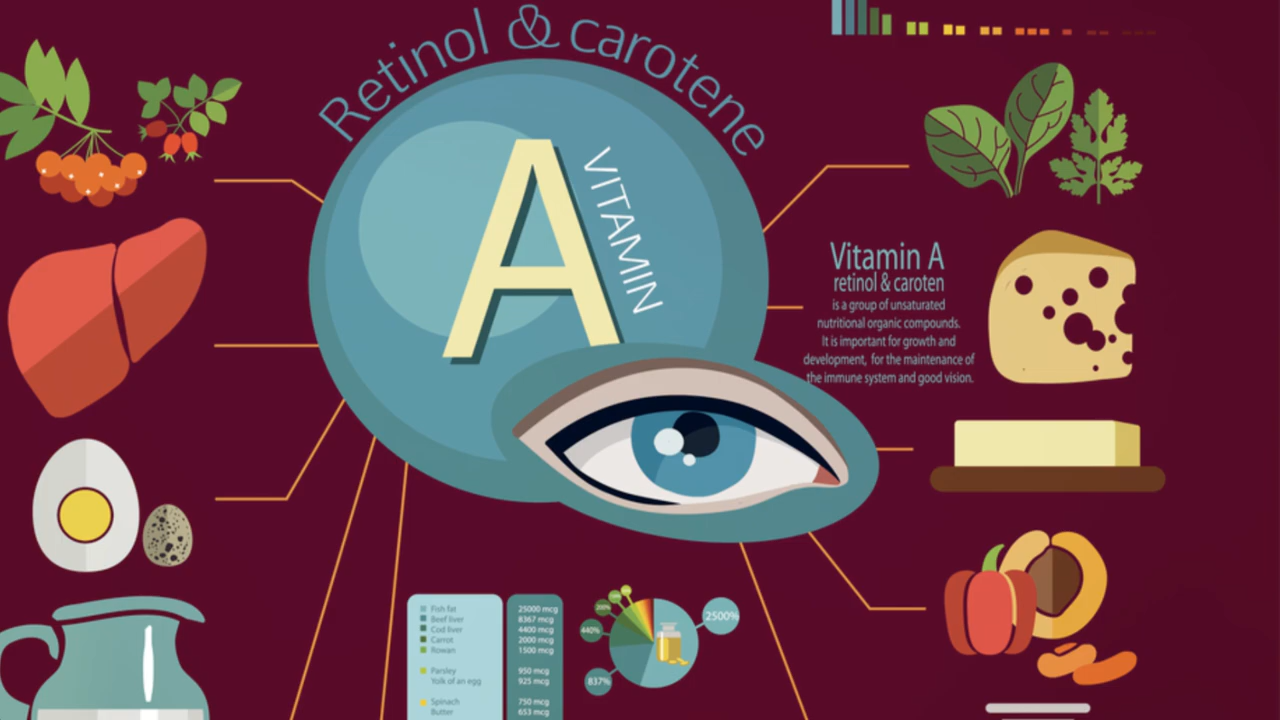 Retinol & carotene
A
VITAMIN
Vitamin A
retinol & caroten
is a group of unsaturated
nutritional organic compounds.
It is important for growth and
development, for the maintenance of
the immune system and good vision.
Fish fat 25000 mcg
Beef liver 8367 mcg
Cod liver 4400 mcg
Carrot 2000 mcg
Rowan 1500 mcg
Parsley 950 mcg
Yolk of an egg 925 mcg
Spinach 750 mcg
Butter 653 mcg
200%
440%
837%
2500%